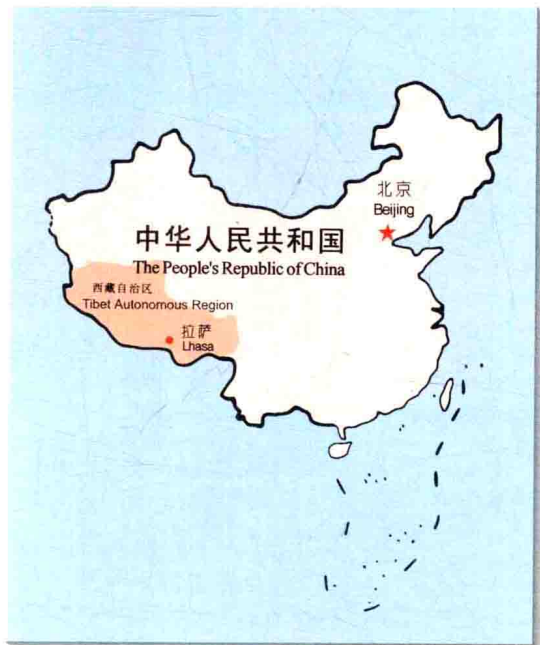 北京
Beijing
中华人民共和国
The People's Republic of China
西藏自治区
Tibet Autonomous Region
拉萨
Lhasa